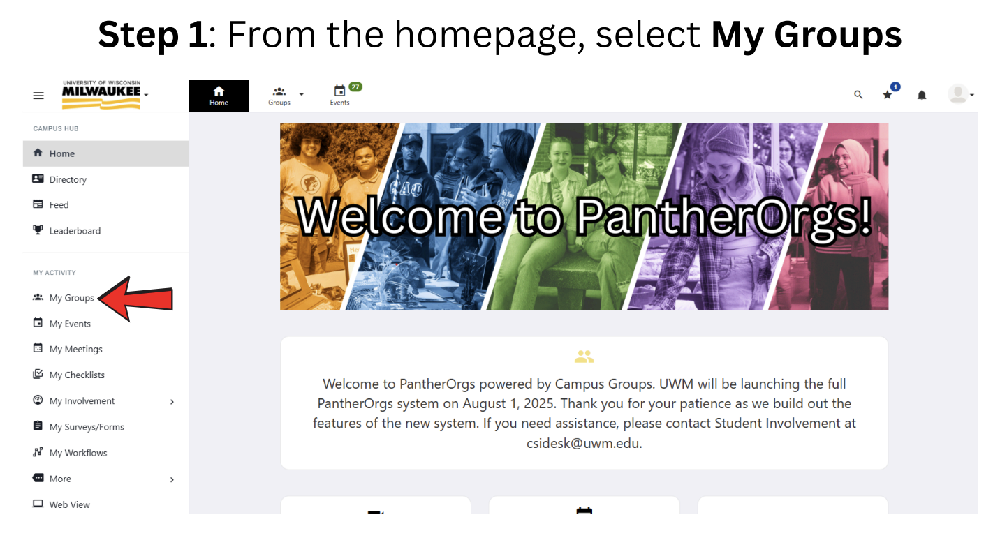 Step 1: From the homepage, select My Groups
UNIVERSITY OF WISCONSIN
MILWAUKEE
Home
Groups
Events
27
1
CAMPUS HUB
Home
Directory
Feed
Leaderboard
MY ACTIVITY
My Groups
My Events
My Meetings
My Checklists
My Involvement
My Surveys/Forms
My Workflows
More
Web View
Welcome to PantherOrgs!
Welcome to PantherOrgs powered by Campus Groups. UWM will be launching the full
PantherOrgs system on August 1, 2025. Thank you for your patience as we build out the
features of the new system. If you need assistance, please contact Student Involvement at
csidesk@uwm.edu.